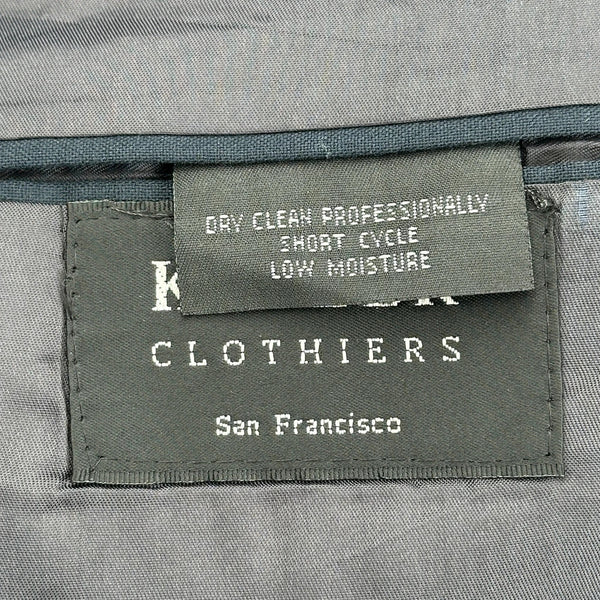 DRY CLEAN PROFESSIONALLY
SHORT CYCLE
LOW MOISTURE
CLOTHIERS
San Francisco